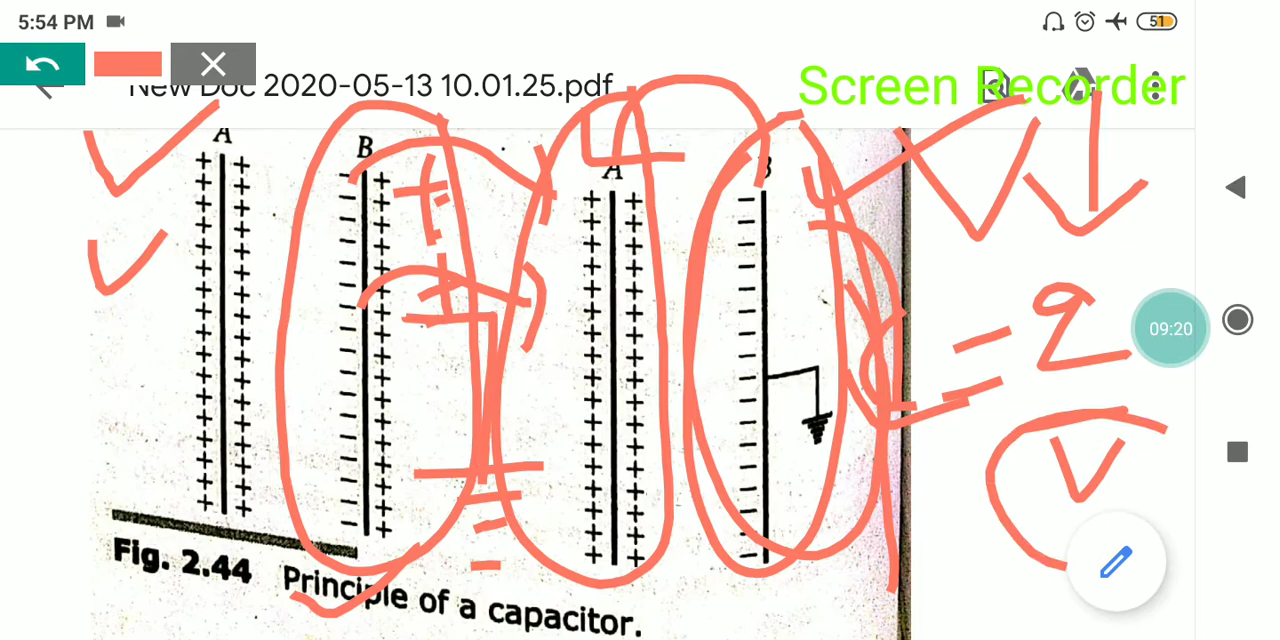 5:54 PM
51
New Doc 2020-05-13 10.01.25.pdf
Screen Recorder
A
B
A
B
C = q
V
V ↓
09:20
Fig. 2.44 Principle of a capacitor.